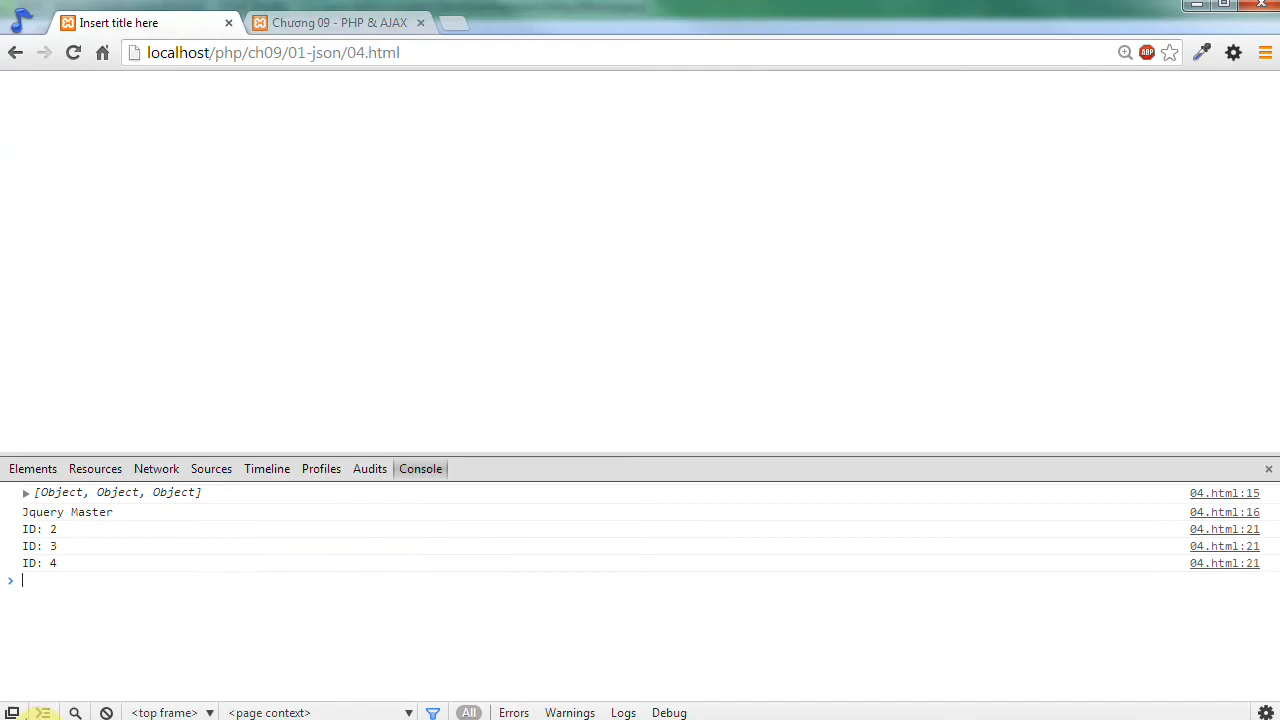 Insert title here
Chương 09 - PHP & AJAX
localhost/php/ch09/01-json/04.html
ABP
Elements Resources Network Sources Timeline Profiles Audits Console
[Object, Object, Object] 04.html:15
Jquery Master 04.html:16
ID: 2 04.html:21
ID: 3 04.html:21
ID: 4 04.html:21
<top frame> <page context> All Errors Warnings Logs Debug